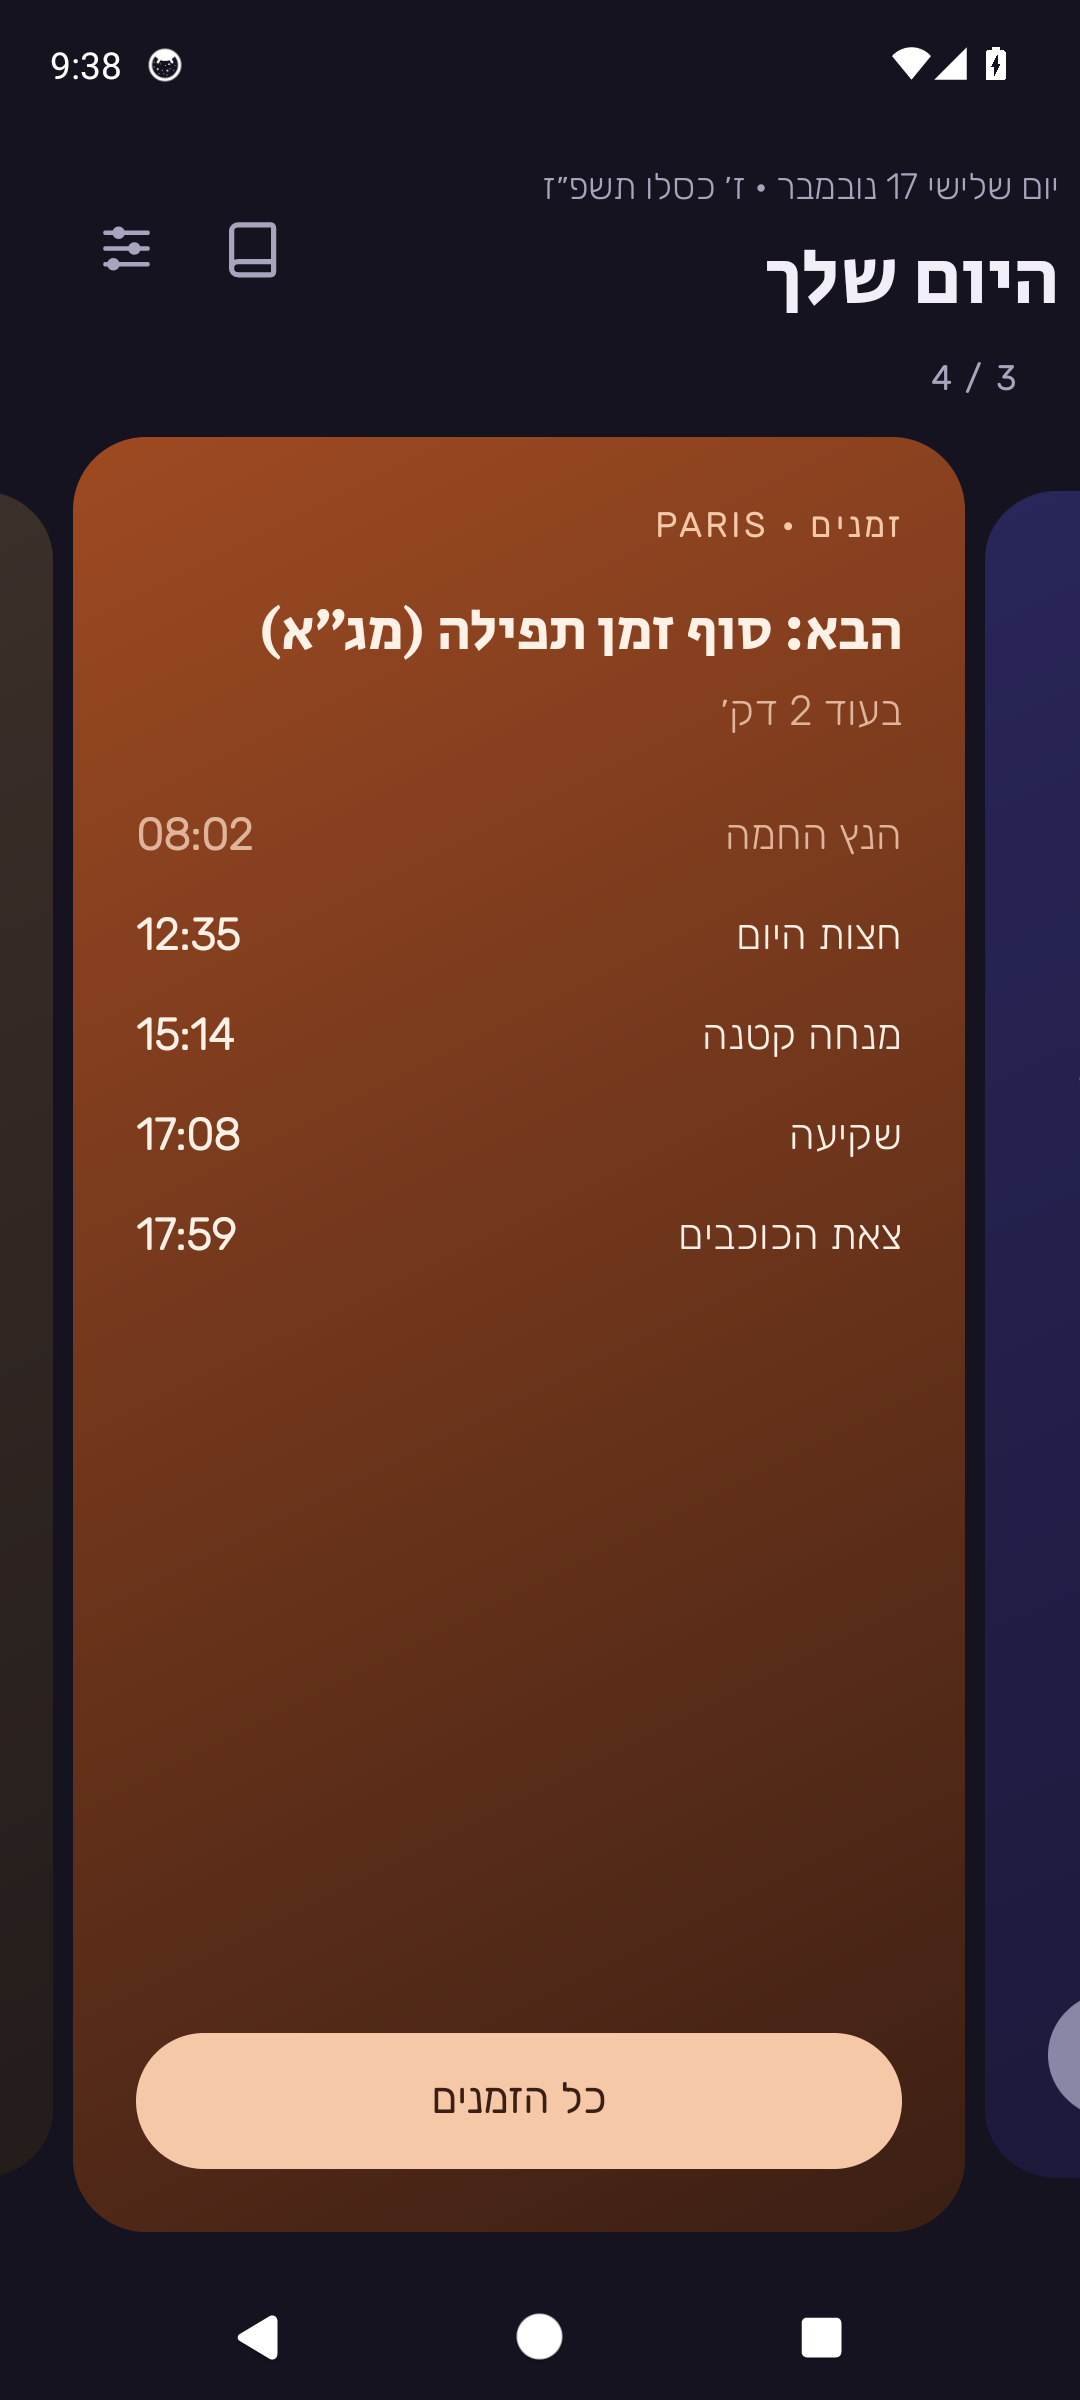 9:38
יום שלישי 17 נובמבר • ז׳ כסלו תשפ״ז
היום שלך
3 / 4
זמנים • PARIS
הבא: סוף זמן תפילה (מג״א)
בעוד 2 דק׳
הנץ החמה 08:02
חצות היום 12:35
מנחה קטנה 15:14
שקיעה 17:08
צאת הכוכבים 17:59
כל הזמנים